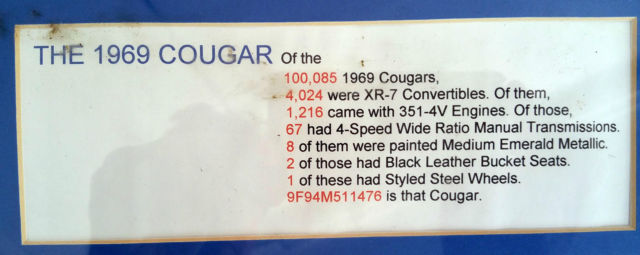 THE 1969 COUGAR Of the
100,085 1969 Cougars,
4,024 were XR-7 Convertibles. Of them,
1,216 came with 351-4V Engines. Of those,
67 had 4-Speed Wide Ratio Manual Transmissions.
8 of them were painted Medium Emerald Metallic.
2 of those had Black Leather Bucket Seats.
1 of these had Styled Steel Wheels.
9F94M511476 is that Cougar.